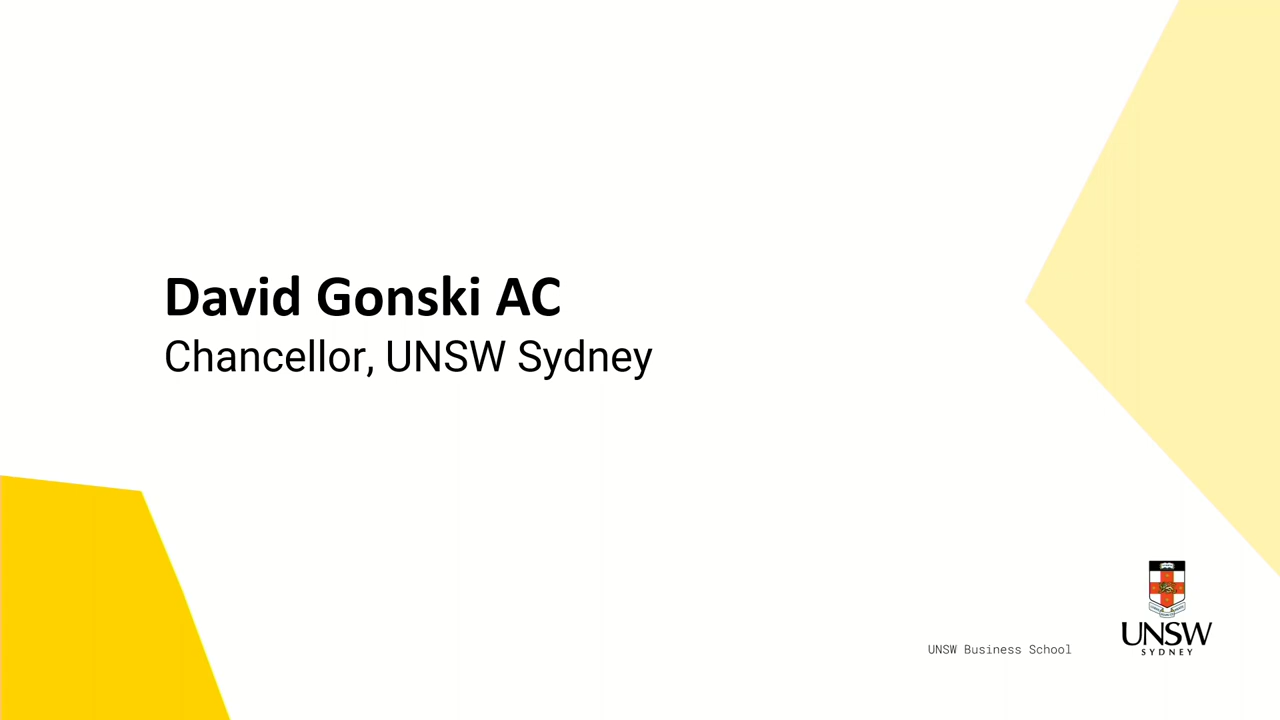 David Gonski AC
Chancellor, UNSW Sydney
UNSW Business School
UNSW
SYDNEY